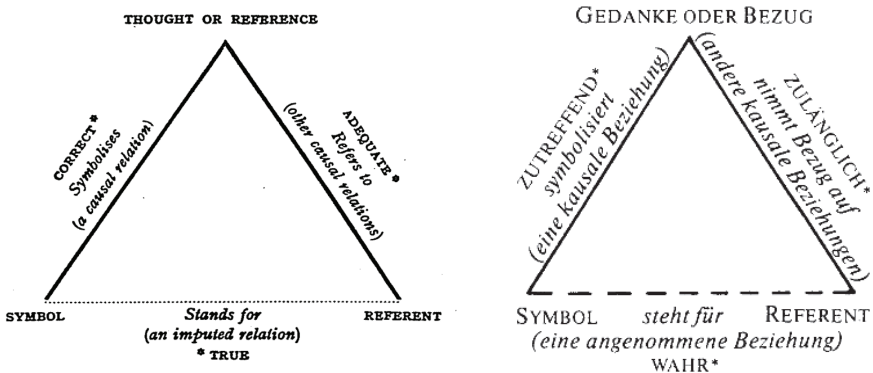 THOUGHT OR REFERENCE
CORRECT*
Symbolises
(a causal relation)
ADEQUATE*
Refers to
(other causal relations)
SYMBOL
Stands for
REFERENT
(an imputed relation)
* TRUE
GEDANKE ODER BEZUG
ZUTREFFEND*
symbolisiert
(eine kausale Beziehung)
ZULÄNGLICH*
nimmt Bezug auf
(andere kausale Beziehungen)
SYMBOL
steht für
REFERENT
(eine angenommene Beziehung)
WAHR*